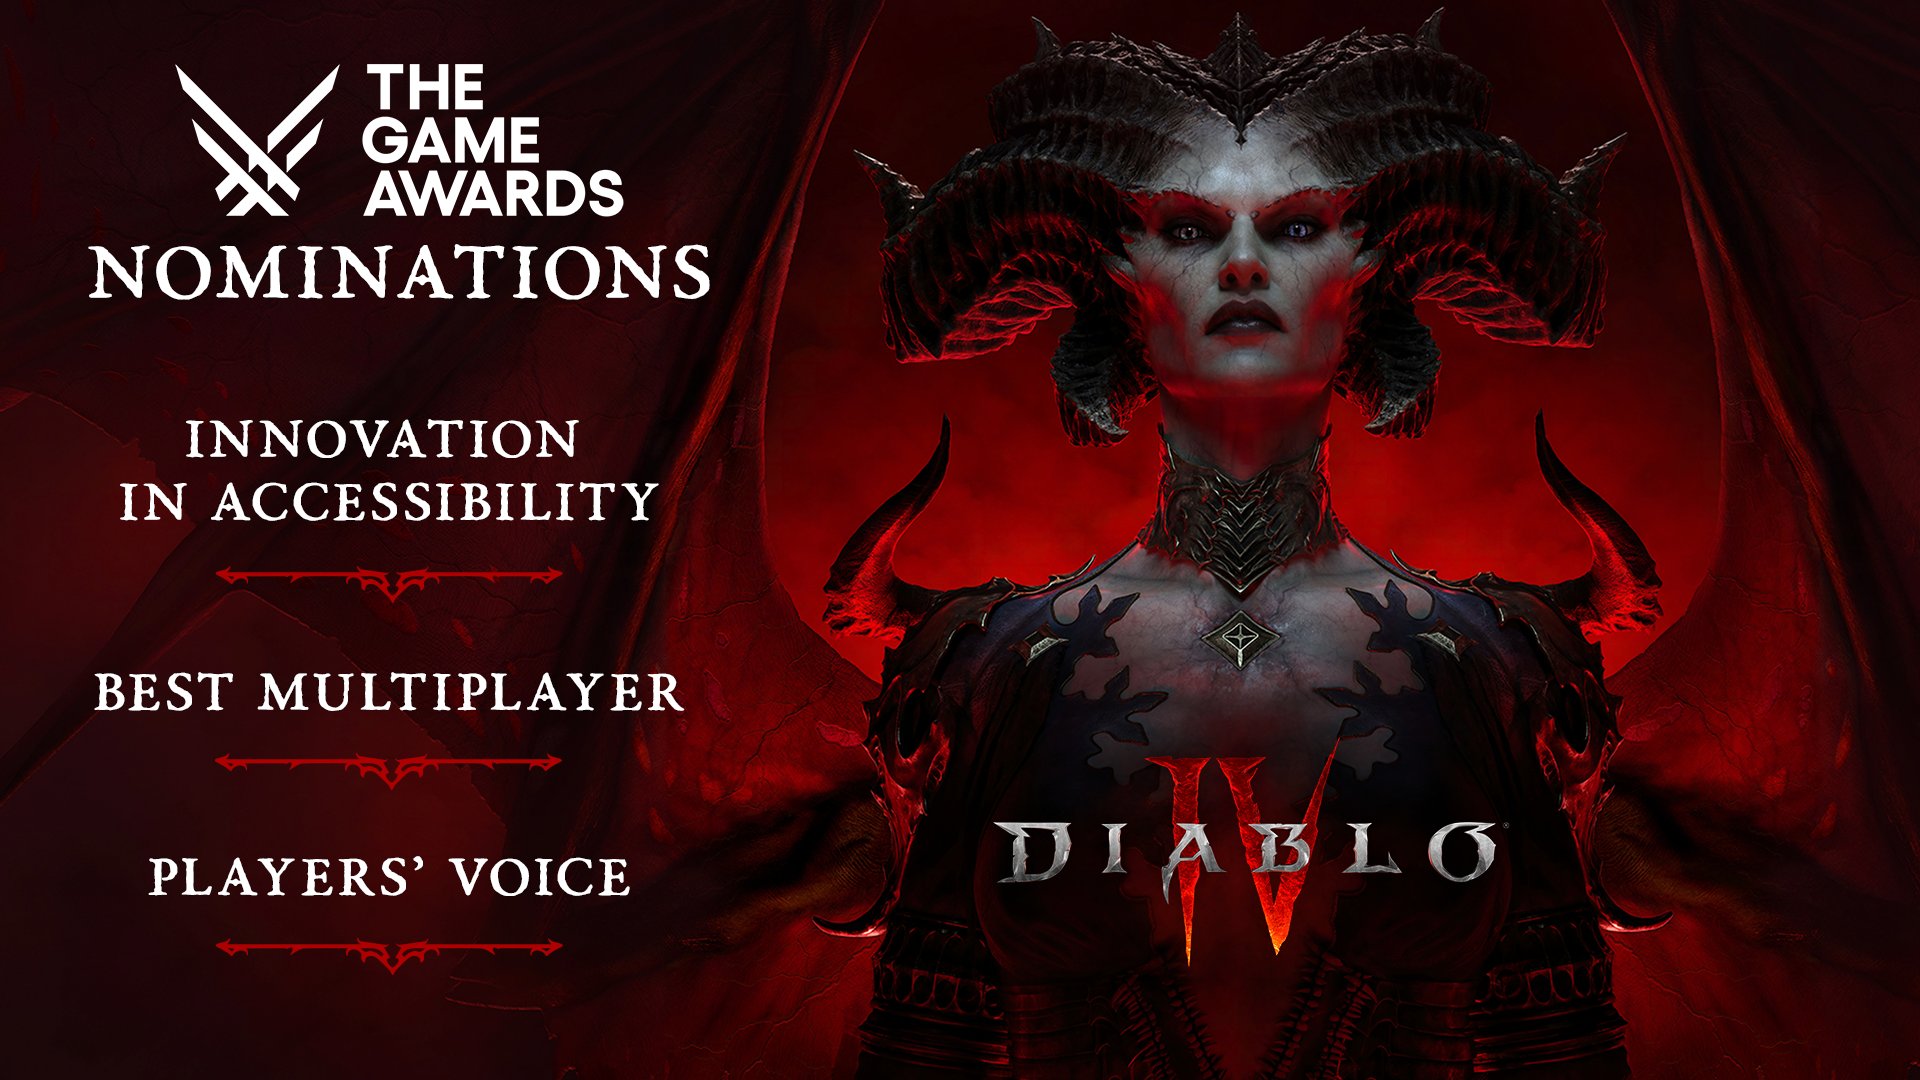 THE
GAME
AWARDS
NOMINATIONS
INNOVATION
IN ACCESSIBILITY
BEST MULTIPLAYER
PLAYERS’ VOICE
IV
DIABLO®